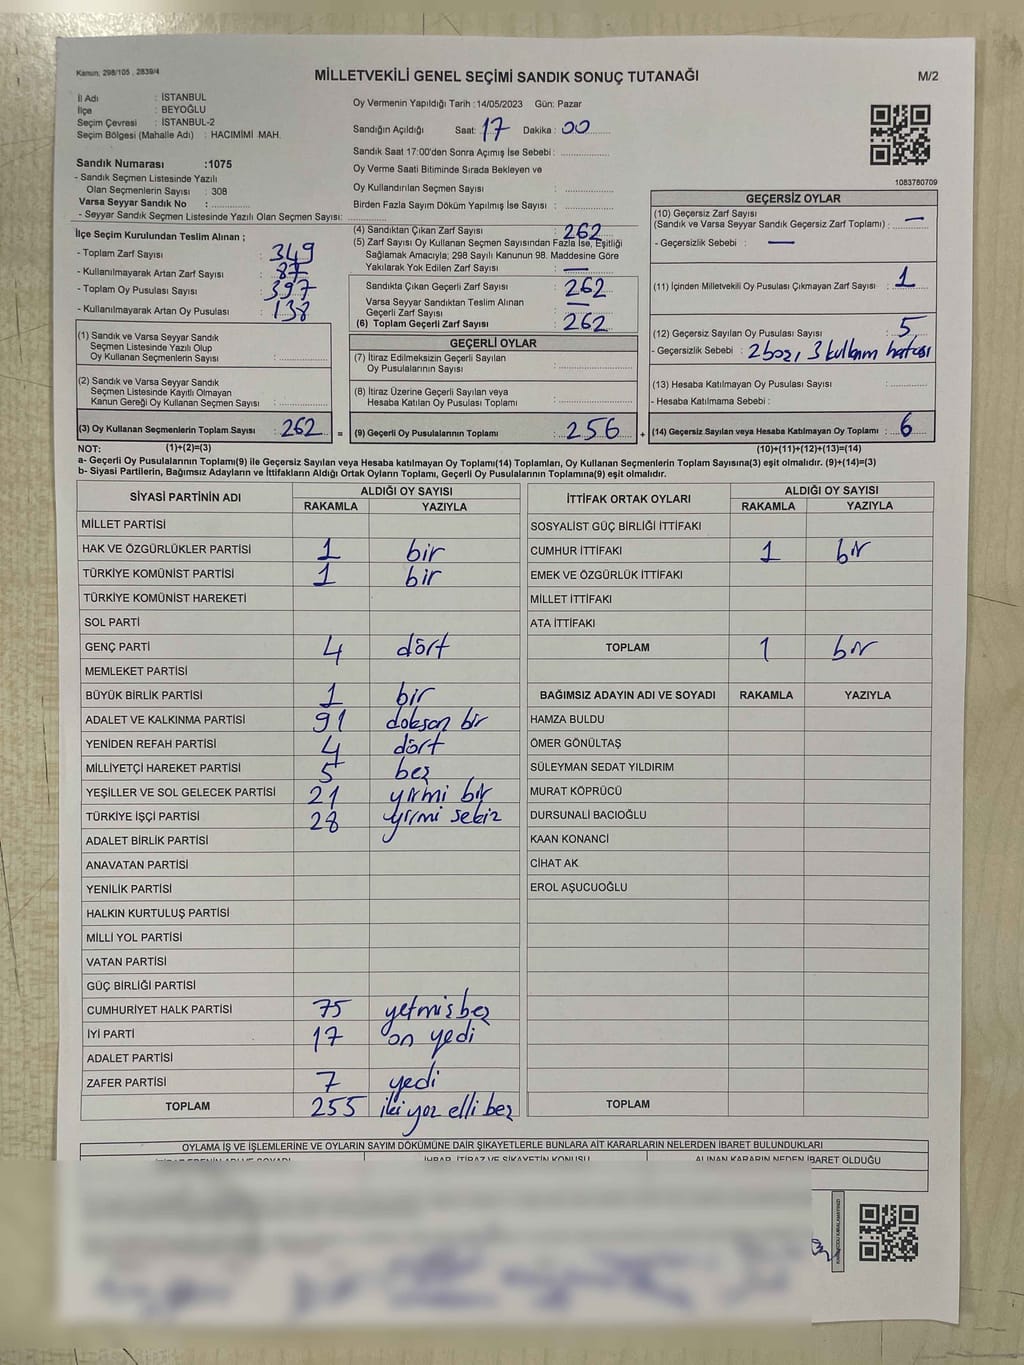 Kanun; 298/105 , 2839/4
MİLLETVEKİLİ GENEL SEÇİMİ SANDIK SONUÇ TUTANAĞI
M/2
İl Adı : İSTANBUL
İlçe : BEYOĞLU
Seçim Çevresi : İSTANBUL-2
Seçim Bölgesi (Mahalle Adı) : HACIMİMİ MAH.
Sandık Numarası :1075
- Sandık Seçmen Listesinde Yazılı
Olan Seçmenlerin Sayısı : 308
Varsa Seyyar Sandık No :
- Seyyar Sandık Seçmen Listesinde Yazılı Olan Seçmen Sayısı:
Oy Vermenin Yapıldığı Tarih :14/05/2023 Gün: Pazar
Sandığın Açıldığı Saat: 17 Dakika : 00
Sandık Saat 17:00'den Sonra Açımış İse Sebebi :
Oy Verme Saati Bitiminde Sırada Bekleyen ve
Oy Kullandırılan Seçmen Sayısı :
Birden Fazla Sayım Döküm Yapılmış İse Sayısı :
1083780709
İlçe Seçim Kurulundan Teslim Alınan ;
- Toplam Zarf Sayısı : 349
- Kullanılmayarak Artan Zarf Sayısı : 87
- Toplam Oy Pusulası Sayısı : 397
- Kullanılmayarak Artan Oy Pusulası : 138
(4) Sandıktan Çıkan Zarf Sayısı : 262
(5) Zarf Sayısı Oy Kullanan Seçmen Sayısından Fazla İse, Eşitliği
Sağlamak Amacıyla; 298 Sayılı Kanunun 98. Maddesine Göre
Yakılarak Yok Edilen Zarf Sayısı : —
Sandıkta Çıkan Geçerli Zarf Sayısı : 262
Varsa Seyyar Sandıktan Teslim Alınan
Geçerli Zarf Sayısı : —
(6) Toplam Geçerli Zarf Sayısı : 262
GEÇERSİZ OYLAR
(10) Geçersiz Zarf Sayısı
(Sandık ve Varsa Seyyar Sandık Geçersiz Zarf Toplamı) : —
- Geçersizlik Sebebi : —
(11) İçinden Milletvekili Oy Pusulası Çıkmayan Zarf Sayısı : 1
(12) Geçersiz Sayılan Oy Pusulası Sayısı : 5
- Geçersizlik Sebebi : 2 boş, 3 kullanım hatası
(13) Hesaba Katılmayan Oy Pusulası Sayısı :
- Hesaba Katılmama Sebebi :
(1) Sandık ve Varsa Seyyar Sandık
Seçmen Listesinde Yazılı Olup
Oy Kullanan Seçmenlerin Sayısı :
(2) Sandık ve Varsa Seyyar Sandık
Seçmen Listesinde Kayıtlı Olmayan
Kanun Gereği Oy Kullanan Seçmen Sayısı :
GEÇERLİ OYLAR
(7) İtiraz Edilmeksizin Geçerli Sayılan
Oy Pusulalarının Sayısı :
(8) İtiraz Üzerine Geçerli Sayılan veya
Hesaba Katılan Oy Pusulası Toplamı :
(3) Oy Kullanan Seçmenlerin Toplam Sayısı : 262 = (9) Geçerli Oy Pusulalarının Toplamı : 256 + (14) Geçersiz Sayılan veya Hesaba Katılmayan Oy Toplamı : 6
NOT: (1)+(2)=(3) (10)+(11)+(12)+(13)=(14)
a- Geçerli Oy Pusulasının Toplamı(9) ile Geçersiz Sayılan veya Hesaba katılmayan Oy Toplamı(14) Toplamları, Oy Kullanan Seçmenlerin Toplam Sayısına(3) eşit olmalıdır. (9)+(14)=(3)
b- Siyasi Partilerin, Bağımsız Adayların ve İttifakların Aldığı Ortak Oyların Toplamı, Geçerli Oy Pusulalarının Toplamına(9) eşit olmalıdır.
SİYASİ PARTİNİN ADI ALDIĞI OY SAYISI
RAKAMLA YAZIYLA
MİLLET PARTİSİ
HAK VE ÖZGÜRLÜKLER PARTİSİ 1 bir
TÜRKİYE KOMÜNİST PARTİSİ 1 bir
TÜRKİYE KOMÜNİST HAREKETİ
SOL PARTİ
GENÇ PARTİ 4 dört
MEMLEKET PARTİSİ
BÜYÜK BİRLİK PARTİSİ 1 bir
ADALET VE KALKINMA PARTİSİ 91 doksan bir
YENİDEN REFAH PARTİSİ 4 dört
MİLLİYETÇİ HAREKET PARTİSİ 5 beş
YEŞİLLER VE SOL GELECEK PARTİSİ 21 yirmi bir
TÜRKİYE İŞÇİ PARTİSİ 28 yirmi sekiz
ADALET BİRLİK PARTİSİ
ANAVATAN PARTİSİ
YENİLİK PARTİSİ
HALKIN KURTULUŞ PARTİSİ
MİLLİ YOL PARTİSİ
VATAN PARTİSİ
GÜÇ BİRLİĞİ PARTİSİ
CUMHURİYET HALK PARTİSİ 75 yetmiş beş
İYİ PARTİ 17 on yedi
ADALET PARTİSİ
ZAFER PARTİSİ 7 yedi
TOPLAM 255 iki yüz elli beş
İTTİFAK ORTAK OYLARI ALDIĞI OY SAYISI
RAKAMLA YAZIYLA
SOSYALİST GÜÇ BİRLİĞİ İTTİFAKI
CUMHUR İTTİFAKI 1 bir
EMEK VE ÖZGÜRLÜK İTTİFAKI
MİLLET İTTİFAKI
ATA İTTİFAKI
TOPLAM 1 bir
BAĞIMSIZ ADAYIN ADI VE SOYADI RAKAMLA YAZIYLA
HAMZA BULDU
ÖMER GÖNÜLTAŞ
SÜLEYMAN SEDAT YILDIRIM
MURAT KÖPRÜCÜ
DURSUNALİ BACIOĞLU
KAAN KONANCİ
CİHAT AK
EROL AŞUCUOĞLU
TOPLAM
OYLAMA İŞ VE İŞLEMLERİNE VE OYLARIN SAYIM DÖKÜMÜNE DAİR ŞİKAYETLERLE BUNLARA AİT KARARLARIN NELERDEN İBARET BULUNDUKLARI
İHBAR, İTİRAZ VE ŞİKAYETİN KONUSU ALINAN KARARIN NEDEN İBARET OLDUĞU